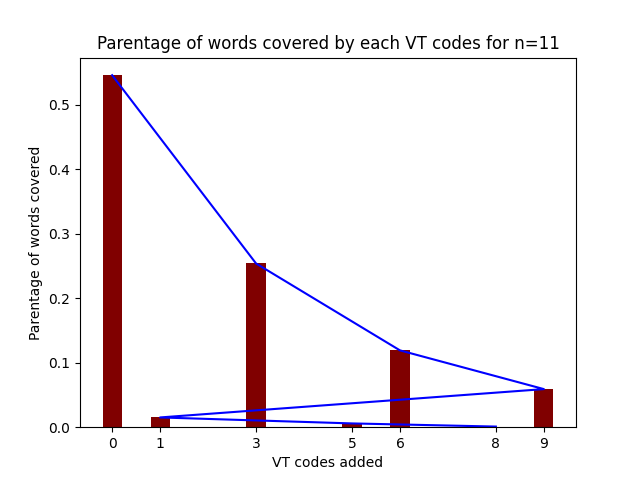 Parentage of words covered by each VT codes for n=11
Parentage of words covered
0.5
0.4
0.3
0.2
0.1
0.0
0 1 3 5 6 8 9
VT codes added